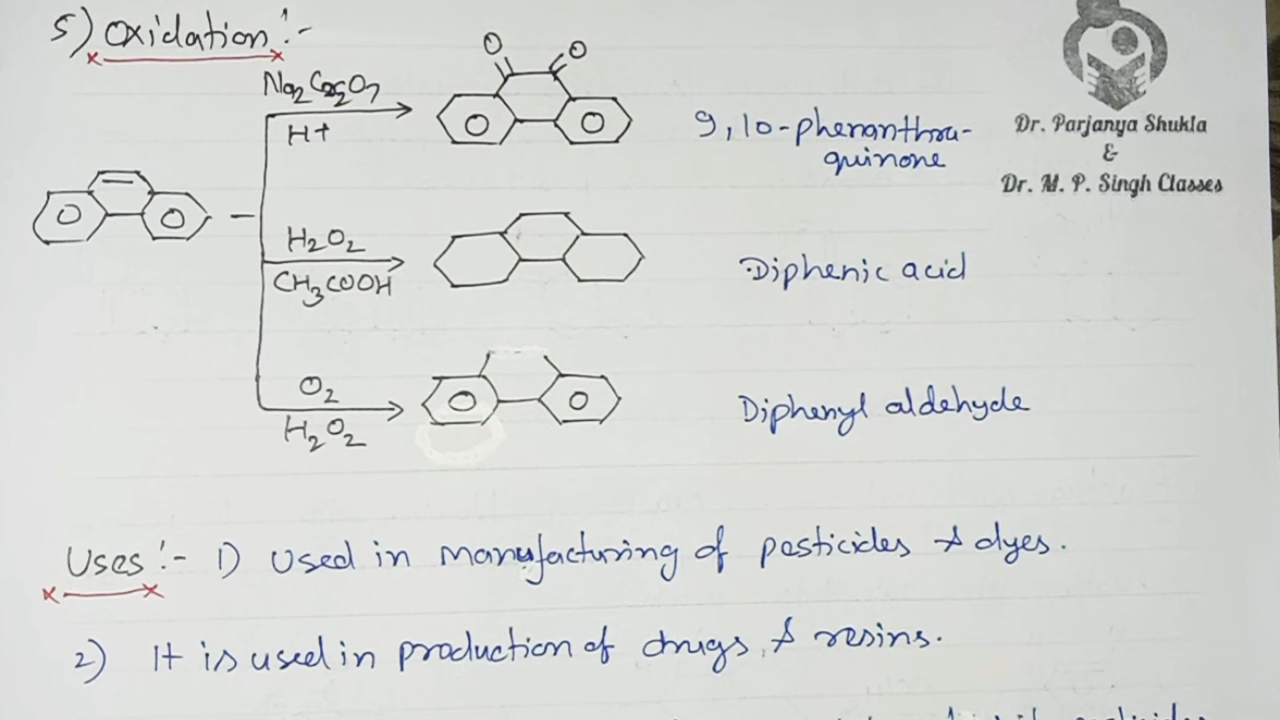 5) Oxidation :-
Na2Cr2O7
H+
O O
9,10-phenanthra-
quinone
Dr. Parjanya Shukla
&
Dr. M. P. Singh Classes
H2O2
CH3COOH
Diphenic acid
O2
H2O2
Diphenyl aldehyde
Uses :- 1) Used in manufacturing of pesticides & dyes.
2) It is used in production of drugs & resins.